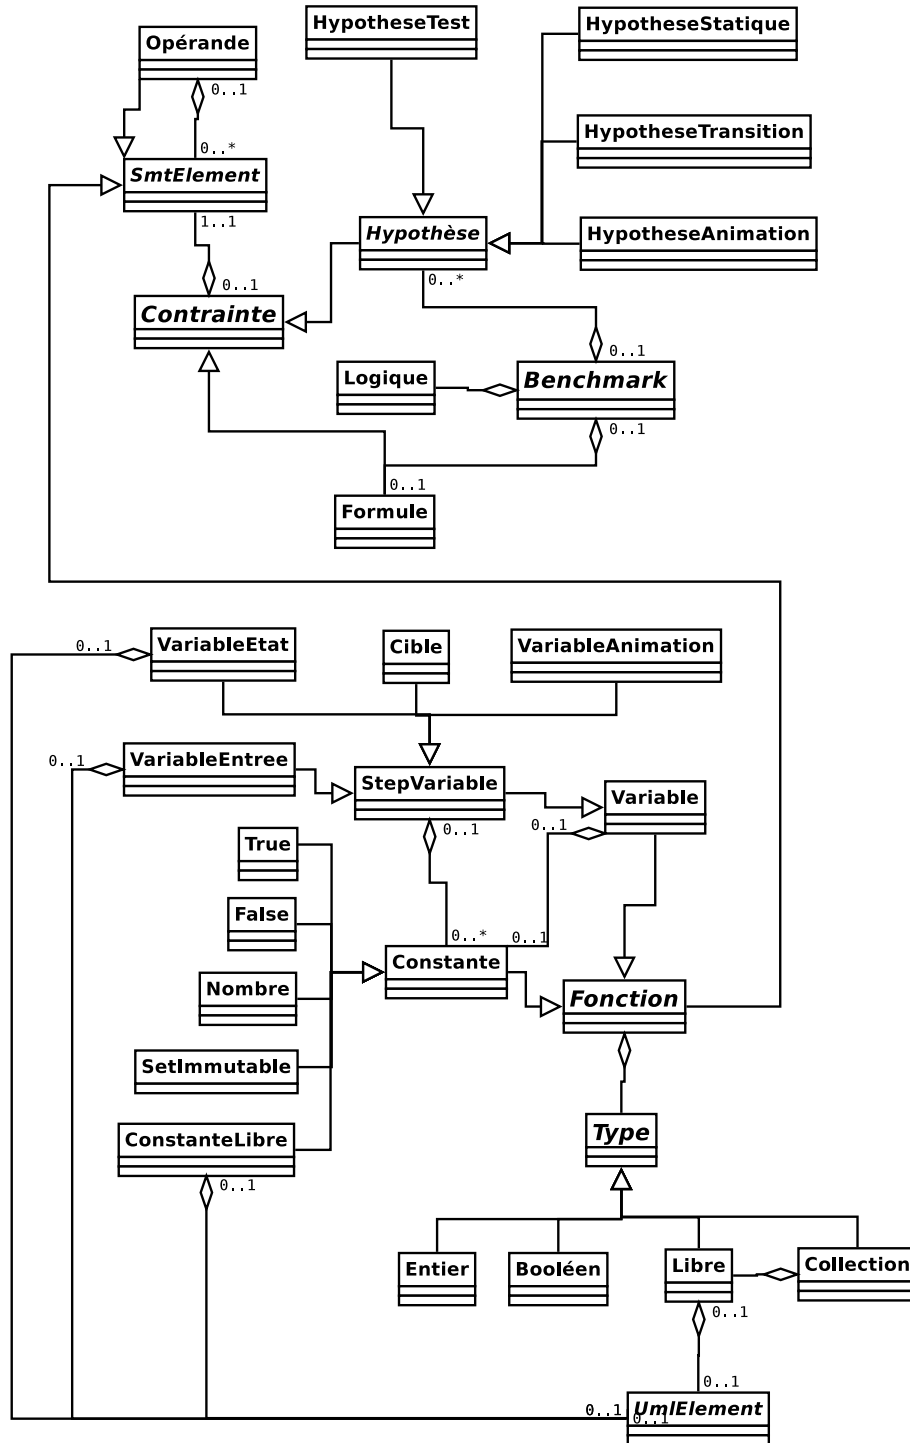 HypotheseTest
HypotheseStatique
Opérande
0..1
HypotheseTransition
0..*
SmtElement
1..1
Hypothèse
HypotheseAnimation
0..*
0..1
Contrainte
0..1
Logique
Benchmark
0..1
0..1
Formule
0..1
VariableEtat
Cible
VariableAnimation
0..1
VariableEntree
StepVariable
Variable
0..1
0..1
True
False
0..*
0..1
Constante
Nombre
Fonction
SetImmutable
Type
ConstanteLibre
0..1
Entier
Booléen
Libre
Collection
0..1
0..1
0..1
UmlElement
0..1